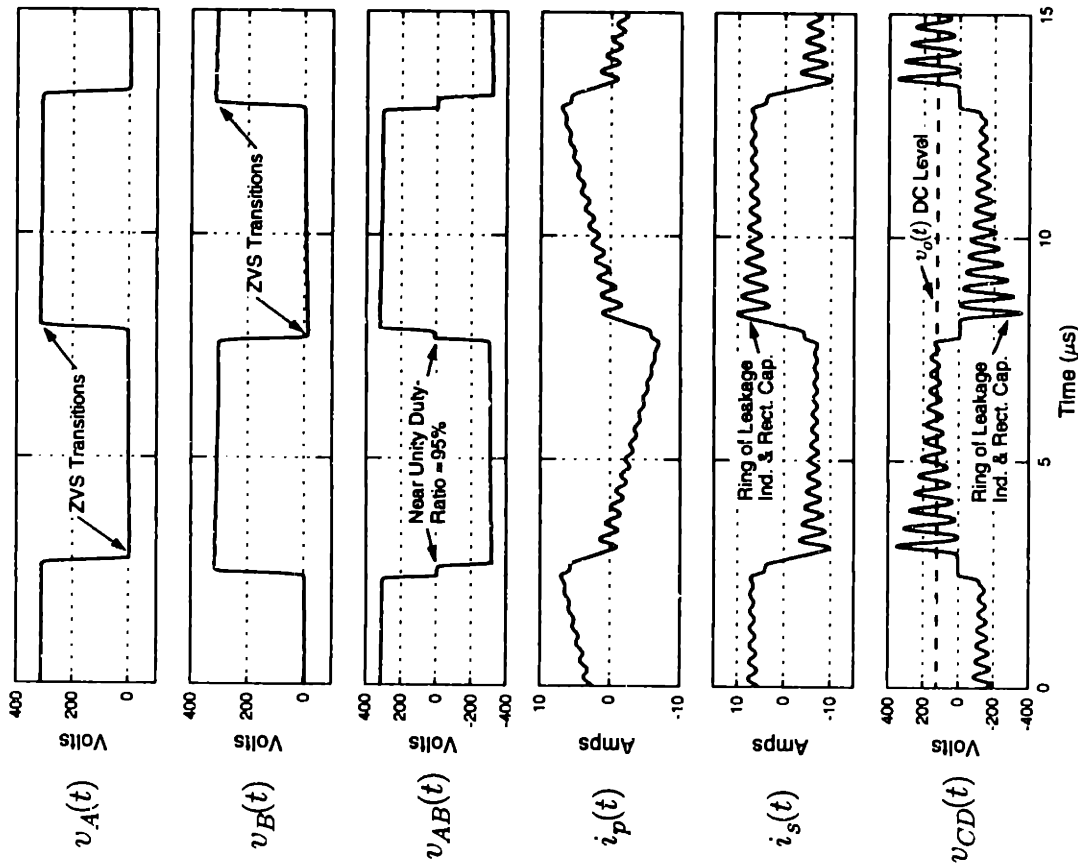 v_A(t)
Volts
400
200
0
ZVS Transitions
v_B(t)
Volts
400
200
0
ZVS Transitions
v_AB(t)
Volts
400
200
0
-200
-400
Near Unity Duty-
Ratio = 95%
i_p(t)
Amps
10
0
-10
i_s(t)
Amps
10
0
-10
Ring of Leakage
Ind. & Rect. Cap.
v_CD(t)
Volts
400
200
0
-200
-400
v_o(t) DC Level
Ring of Leakage
Ind. & Rect. Cap.
0
5
10
15
Time (μs)